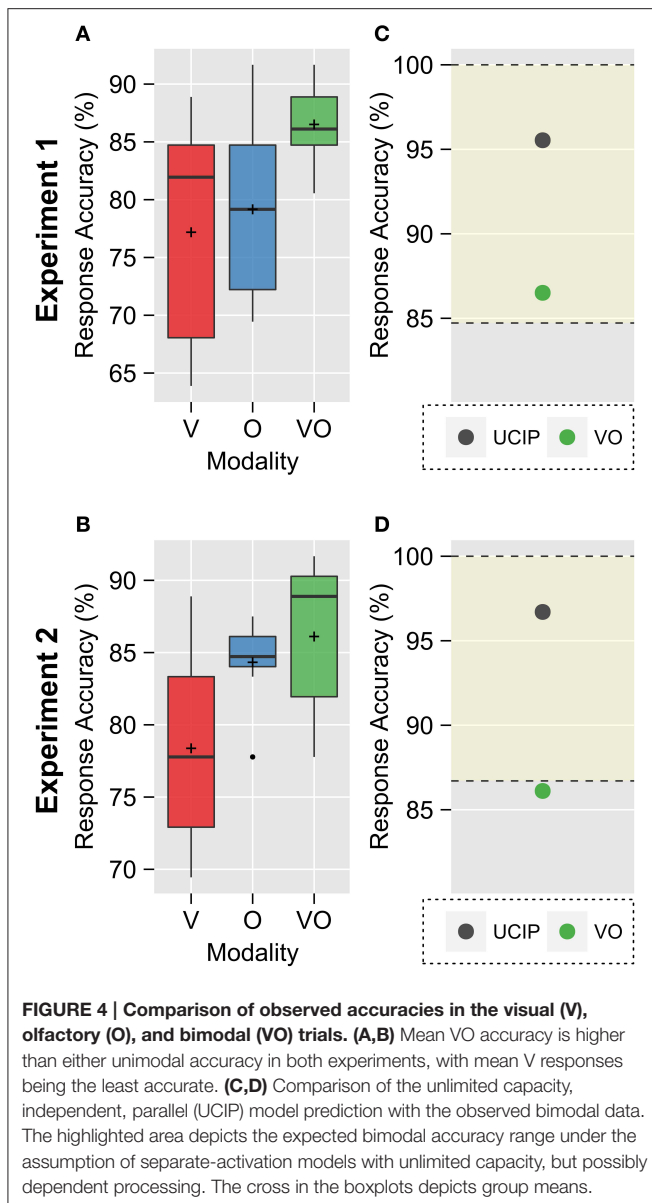 Experiment 1
A
Response Accuracy (%)
90
85
80
75
70
65
V O VO
Modality
C
Response Accuracy (%)
100
95
90
85
UCIP VO
Experiment 2
B
Response Accuracy (%)
90
85
80
75
70
V O VO
Modality
D
Response Accuracy (%)
100
95
90
85
UCIP VO
FIGURE 4 | Comparison of observed accuracies in the visual (V),
olfactory (O), and bimodal (VO) trials. (A,B) Mean VO accuracy is higher
than either unimodal accuracy in both experiments, with mean V responses
being the least accurate. (C,D) Comparison of the unlimited capacity,
independent, parallel (UCIP) model prediction with the observed bimodal data.
The highlighted area depicts the expected bimodal accuracy range under the
assumption of separate-activation models with unlimited capacity, but possibly
dependent processing. The cross in the boxplots depicts group means.